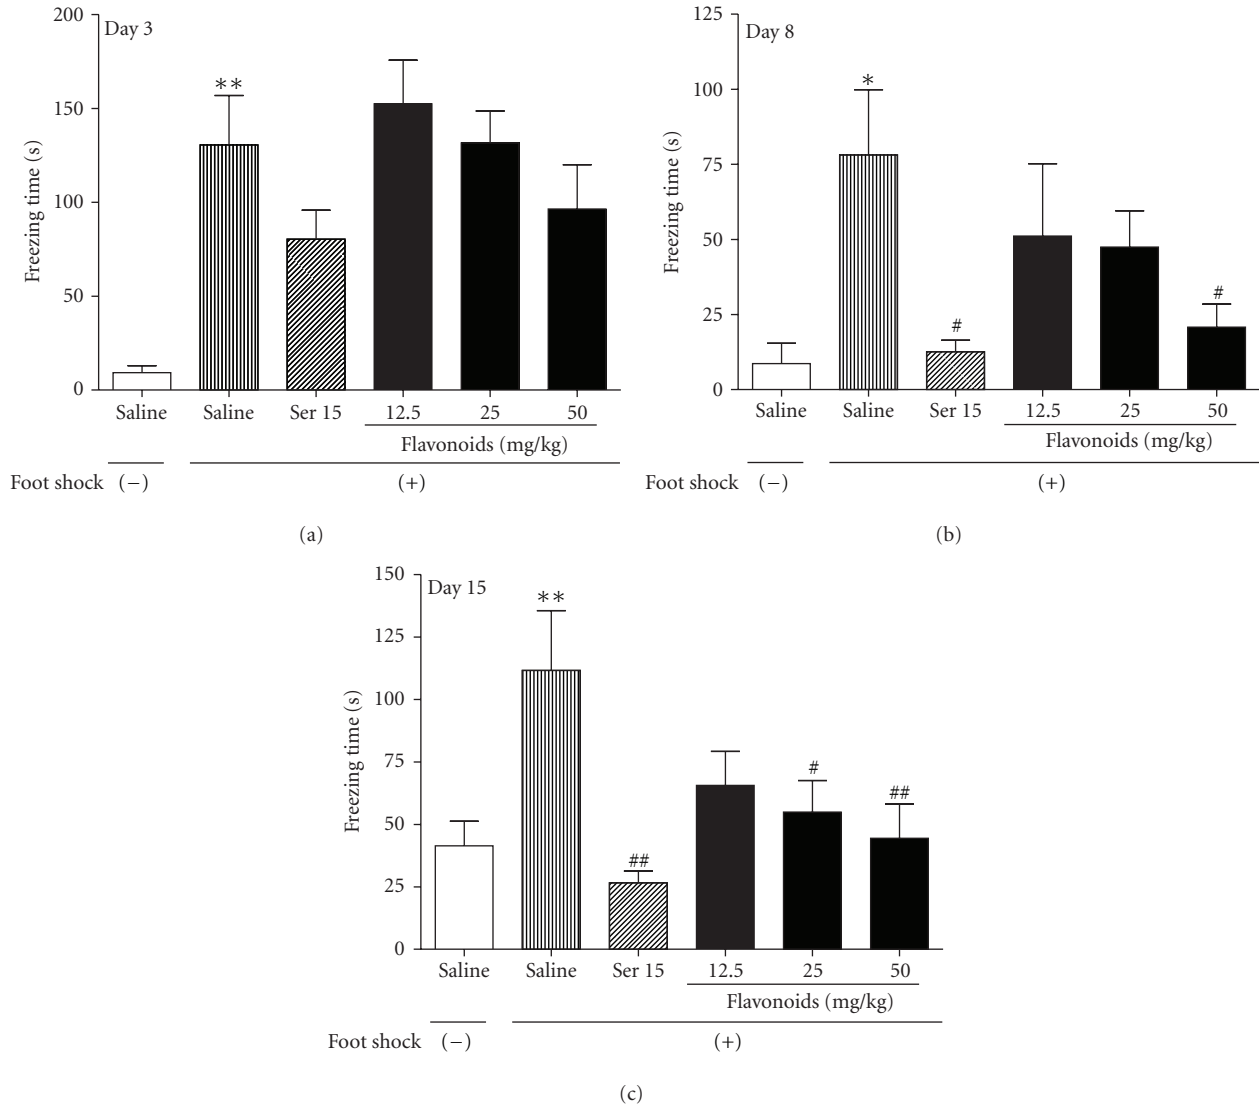 200
Day 3
150
**
100
50
0
Freezing time (s)
Saline Saline Ser 15 12.5 25 50
Flavonoids (mg/kg)
Foot shock (−) (+)
(a)
125
Day 8
100
*
75
50
25
# #
0
Freezing time (s)
Saline Saline Ser 15 12.5 25 50
Flavonoids (mg/kg)
Foot shock (−) (+)
(b)
150
Day 15
**
125
100
75
50
25
0
# ##
##
Freezing time (s)
Saline Saline Ser 15 12.5 25 50
Flavonoids (mg/kg)
Foot shock (−) (+)
(c)